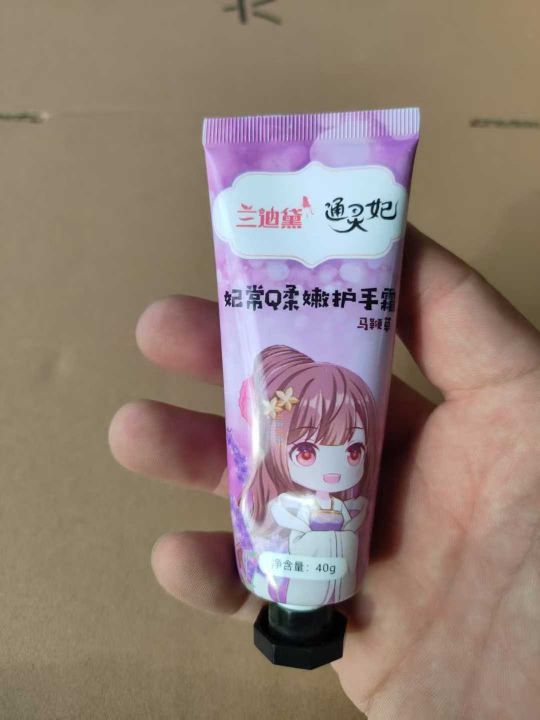 兰迪黛 通灵妃
妃常Q柔嫩护手霜
马鞭草
净含量：40g